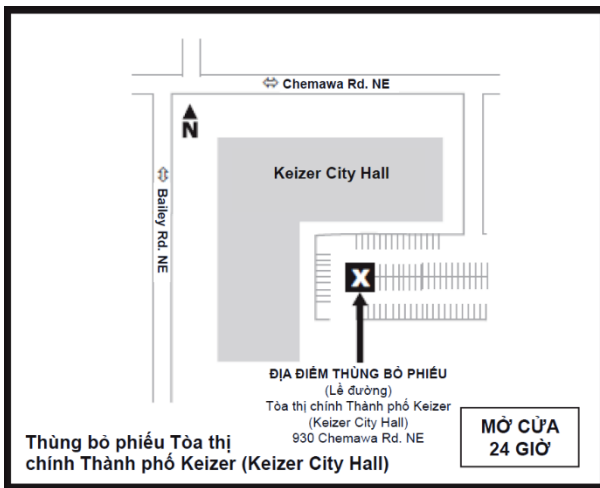 ⇔ Chemawa Rd. NE
N
Keizer City Hall
⇔ Bailey Rd. NE
X
ĐỊA ĐIỂM THÙNG BỎ PHIẾU
(Lề đường)
Tòa thị chính Thành phố Keizer
(Keizer City Hall)
930 Chemawa Rd. NE
Thùng bỏ phiếu Tòa thị
chính Thành phố Keizer (Keizer City Hall)
MỞ CỬA
24 GIỜ